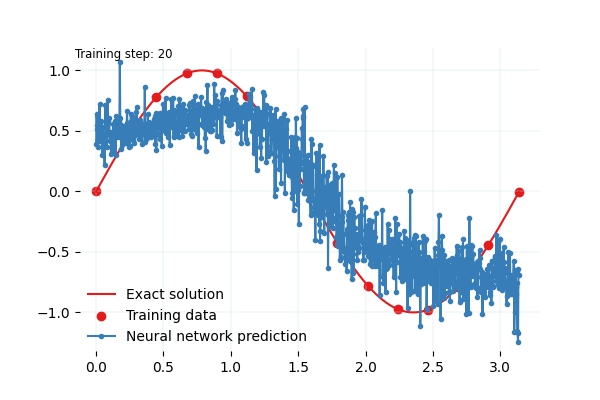 Training step: 20
1.0
0.5
0.0
−0.5
−1.0
Exact solution
Training data
Neural network prediction
0.0 0.5 1.0 1.5 2.0 2.5 3.0